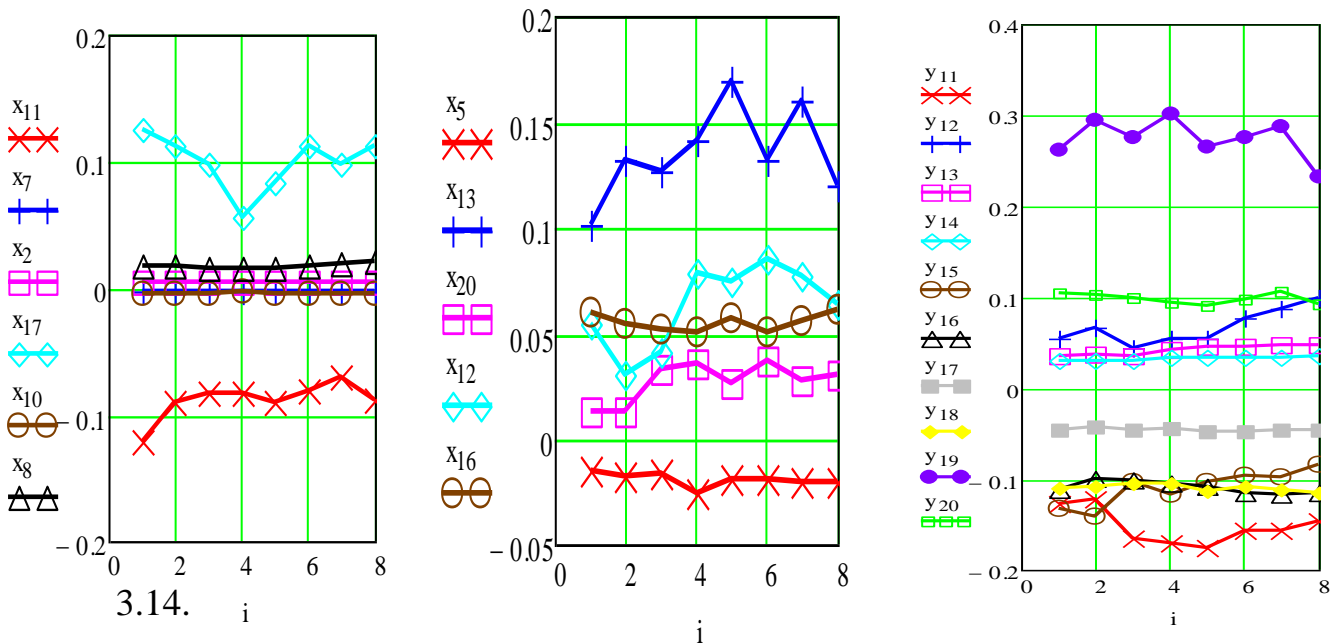 0.2
0.1
0
− 0.1
− 0.2
0 2 4 6 8
x11
x7
x2
x17
x10
x8
3.14.
i
0.2
0.15
0.1
0.05
0
− 0.05
0 2 4 6 8
x5
x13
x20
x12
x16
i
0.4
0.3
0.2
0.1
0
− 0.1
− 0.2
0 2 4 6 8
y11
y12
y13
y14
y15
y16
y17
y18
y19
y20
i